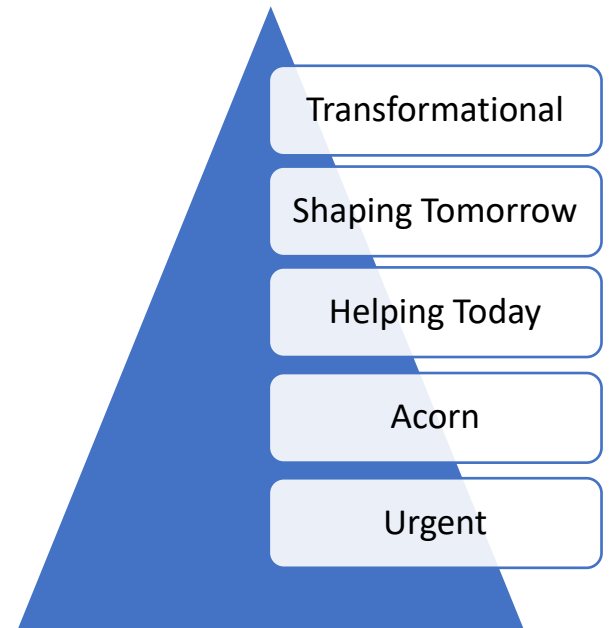 Transformational
Shaping Tomorrow
Helping Today
Acorn
Urgent